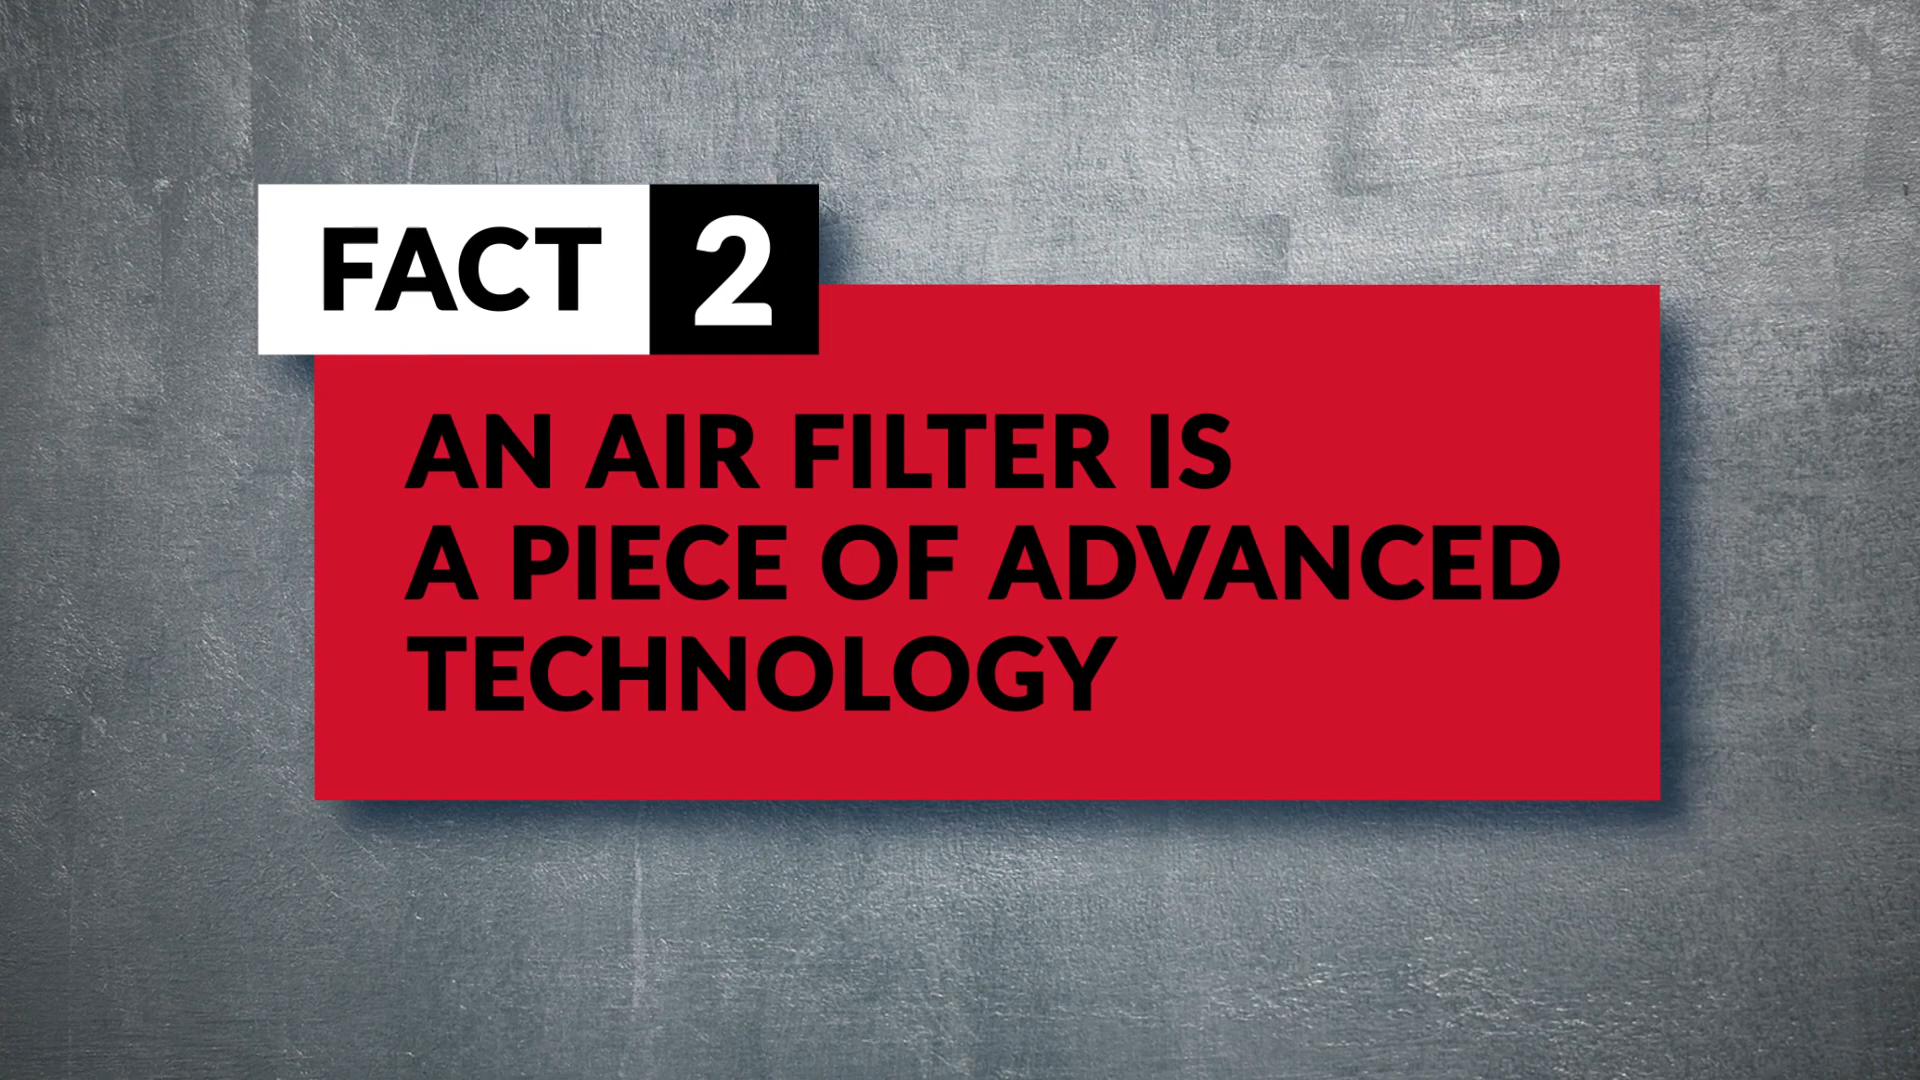 FACT 2
AN AIR FILTER IS
A PIECE OF ADVANCED
TECHNOLOGY